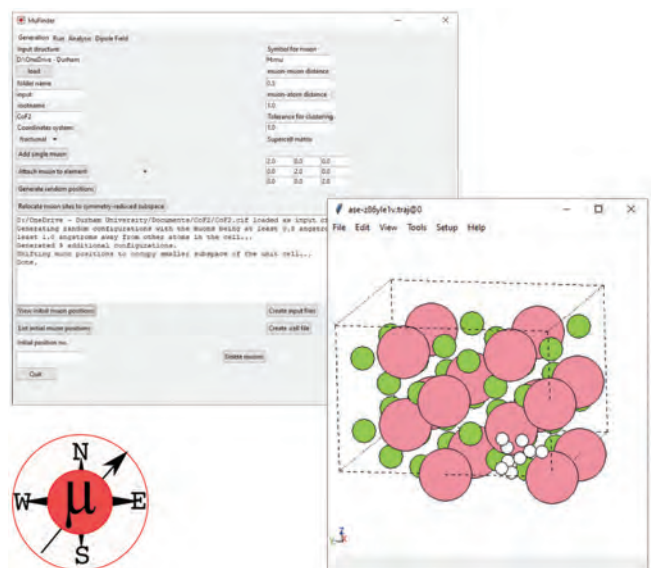 MuFinder
Generation Run Analysis Dipole Field
Input structure: Symbol for muon
D:\OneDrive - Durham Mmu
load muon-muon distance
folder name 0.5
input muon-atom distance
rootname 1.0
CoF2 Tolerance for clustering
Coordinates system: 1.0
fractional Supercell matrix
Add single muon
Attach muon to element
2.0 0.0 0.0
0.0 2.0 0.0
0.0 0.0 2.0
Generate random positions
Relocate muon sites to symmetry-reduced subspace
D:/OneDrive - Durham University/Documents/CoF2/CoF2.cif loaded as input
Generating random configurations with the muons being at least 0.5 angstro
least 1.0 angstroms away from other atoms in the cell...
Generated 9 additional configurations.
Shifting muon positions to occupy smaller subspace of the unit cell...
Done.
View initial muon positions Create input files
List initial muon positions Create .cell file
Initial position no.
Delete muon
Quit
ase-z86yle1v.traj@0
File Edit View Tools Setup Help
Z
Y X
N
W μ E
S